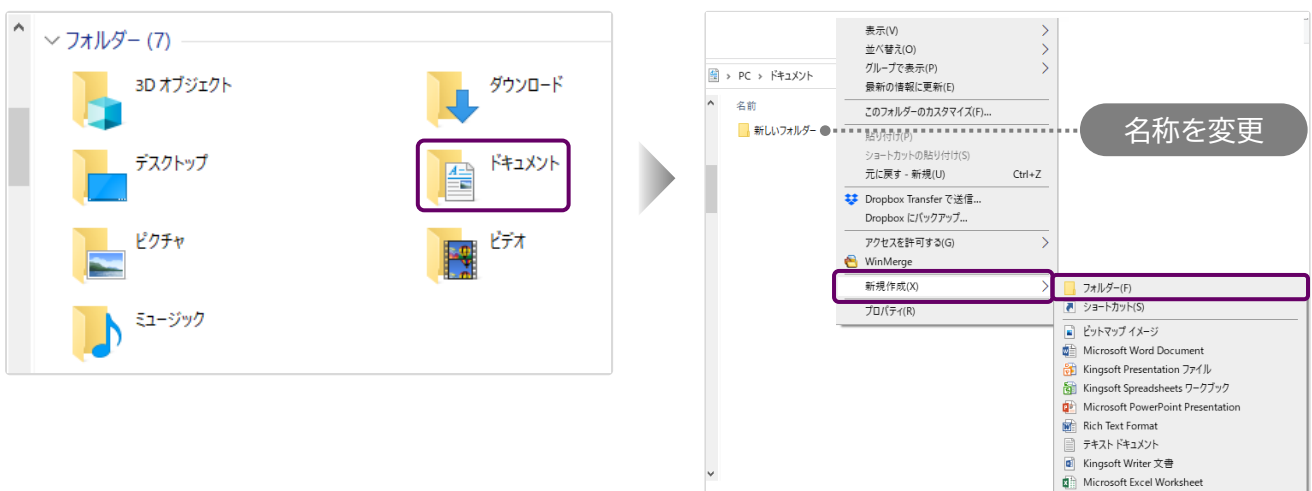 フォルダー (7)
3D オブジェクト
ダウンロード
デスクトップ
ドキュメント
ピクチャ
ビデオ
ミュージック
PC › ドキュメント
名前
新しいフォルダー
表示(V)
並べ替え(O)
グループで表示(P)
最新の情報に更新(E)
このフォルダーのカスタマイズ(F)...
貼り付け(P)
ショートカットの貼り付け(S)
元に戻す - 新規(U) Ctrl+Z
Dropbox Transfer で送信...
Dropbox にバックアップ...
アクセスを許可する(G)
WinMerge
新規作成(X)
プロパティ(R)
名称を変更
フォルダー(F)
ショートカット(S)
ビットマップ イメージ
Microsoft Word Document
Kingsoft Presentation ファイル
Kingsoft Spreadsheets ワークブック
Microsoft PowerPoint Presentation
Rich Text Format
テキスト ドキュメント
Kingsoft Writer 文書
Microsoft Excel Worksheet